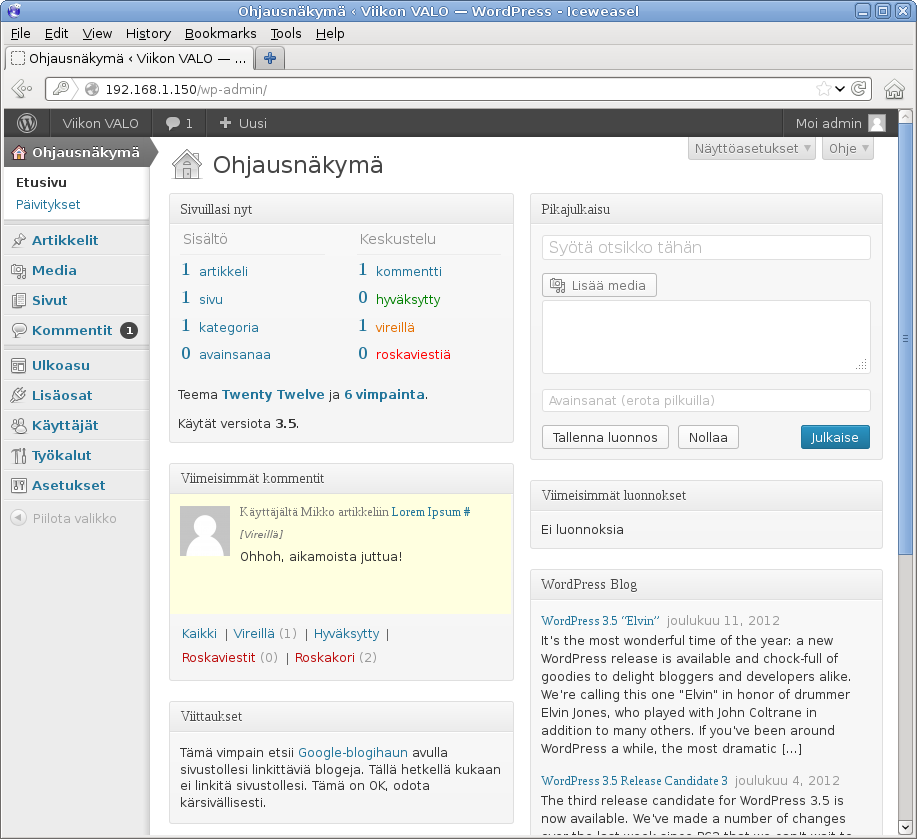 Ohjausnäkymä ‹ Viikon VALO — WordPress - Iceweasel
File Edit View History Bookmarks Tools Help
Ohjausnäkymä ‹ Viikon VALO — ...
192.168.1.150/wp-admin/
Viikon VALO 1 Uusi Moi admin
Ohjausnäkymä
Etusivu
Päivitykset
Artikkelit
Media
Sivut
Kommentit 1
Ulkoasu
Lisäosat
Käyttäjät
Työkalut
Asetukset
Piilota valikko
Näyttöasetukset Ohje
Ohjausnäkymä
Sivuillasi nyt
Sisältö Keskustelu
1 artikkeli 1 kommentti
1 sivu 0 hyväksytty
1 kategoria 1 vireillä
0 avainsanaa 0 roskaviestiä
Teema Twenty Twelve ja 6 vimpainta.
Käytät versiota 3.5.
Viimeisimmät kommentit
Käyttäjältä Mikko artikkeliin Lorem Ipsum #
[Vireillä]
Ohhoh, aikamoista juttua!
Kaikki | Vireillä (1) | Hyväksytty |
Roskaviestit (0) | Roskakori (2)
Viittaukset
Tämä vimpain etsii Google-blogihaun avulla
sivustollesi linkittäviä blogeja. Tällä hetkellä kukaan
ei linkitä sivustollesi. Tämä on OK, odota
kärsivällisesti.
Pikajulkaisu
Syötä otsikko tähän
Lisää media
Avainsanat (erota pilkuilla)
Tallenna luonnos Nollaa Julkaise
Viimeisimmät luonnokset
Ei luonnoksia
WordPress Blog
WordPress 3.5 “Elvin” joulukuu 11, 2012
It's the most wonderful time of the year: a new
WordPress release is available and chock-full of
goodies to delight bloggers and developers alike.
We're calling this one "Elvin" in honor of drummer
Elvin Jones, who played with John Coltrane in
addition to many others. If you've been around
WordPress a while, the most dramatic [...]
WordPress 3.5 Release Candidate 3 joulukuu 4, 2012
The third release candidate for WordPress 3.5 is
now available. We've made a number of changes
over the last week since RC2 that we can't wait to